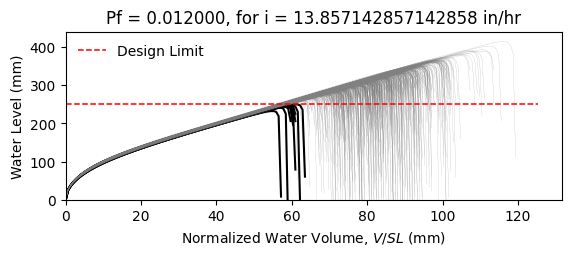 Pf = 0.012000, for i = 13.857142857142858 in/hr
Water Level (mm)
400
300
200
100
0
Design Limit
0 20 40 60 80 100 120
Normalized Water Volume, V/SL (mm)